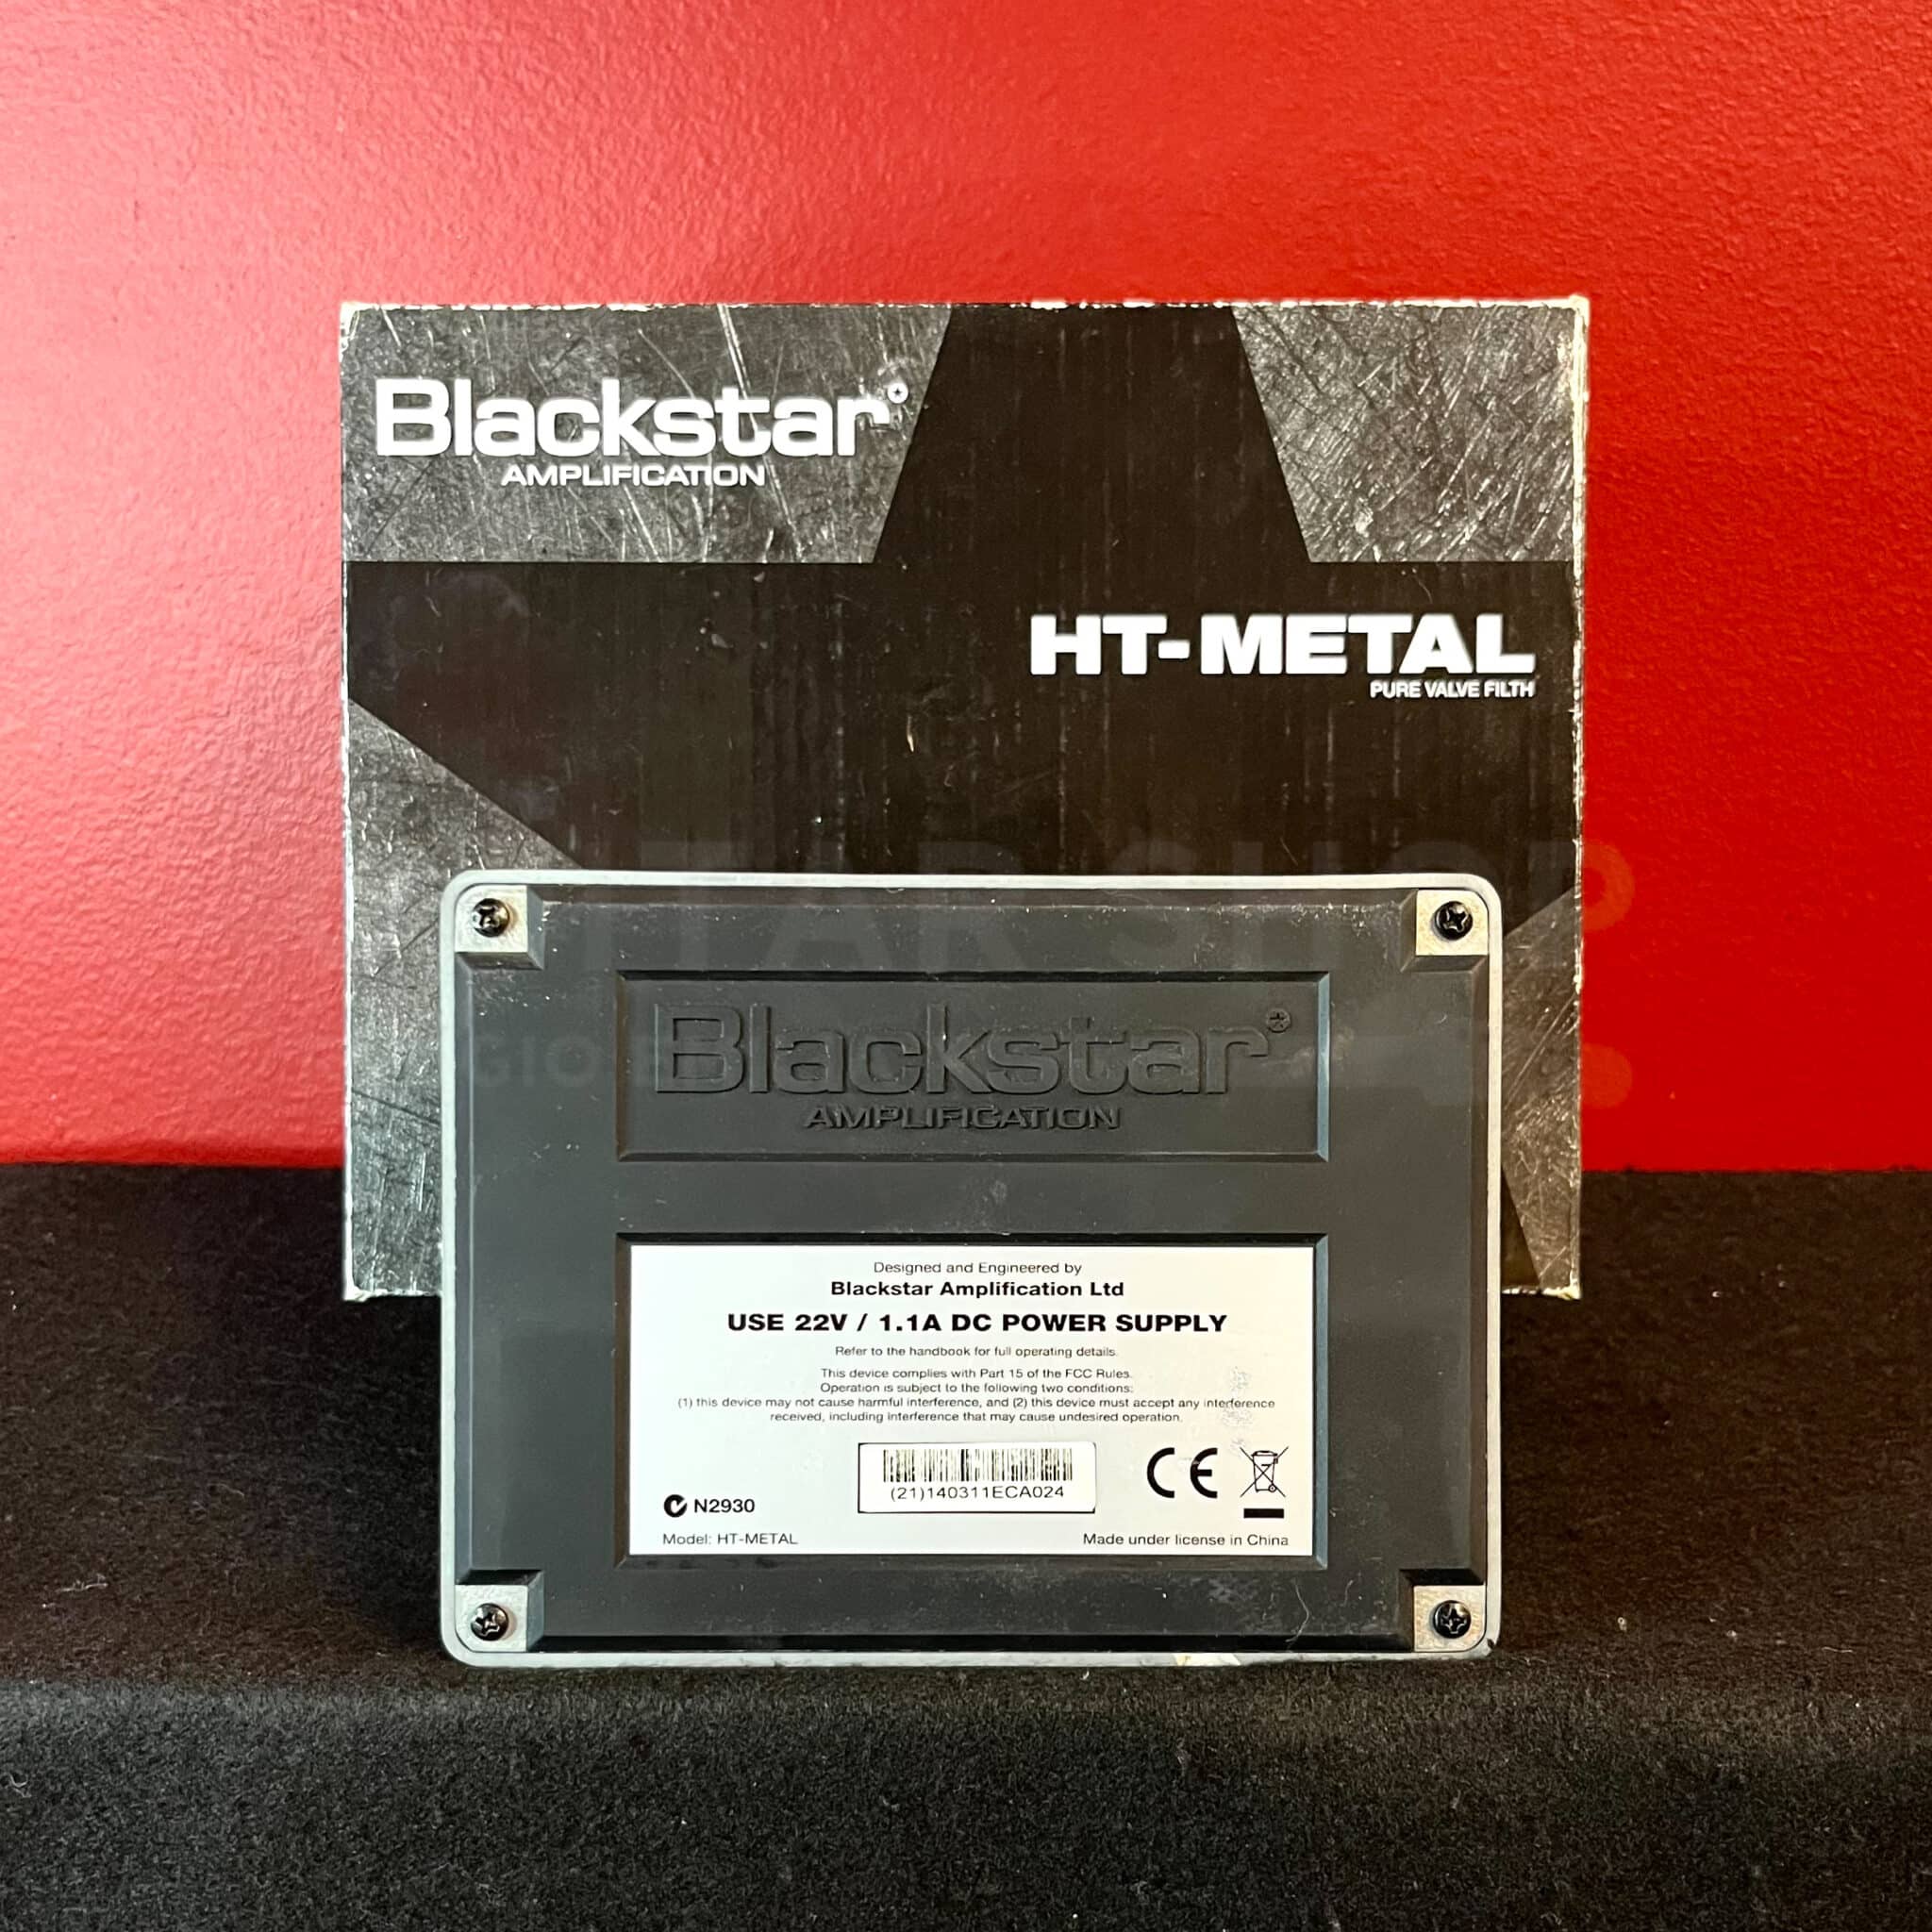 Blackstar
AMPLIFICATION
HT-METAL
PURE VALVE FILTH
Blackstar
AMPLIFICATION
Designed and Engineered by
Blackstar Amplification Ltd
USE 22V / 1.1A DC POWER SUPPLY
Refer to the handbook for full operating details.
This device complies with Part 15 of the FCC Rules.
Operation is subject to the following two conditions:
(1) this device may not cause harmful interference, and (2) this device must accept any interference
received, including interference that may cause undesired operation.
(21)140311ECA024
CE
N2930
Model: HT-METAL
Made under license in China